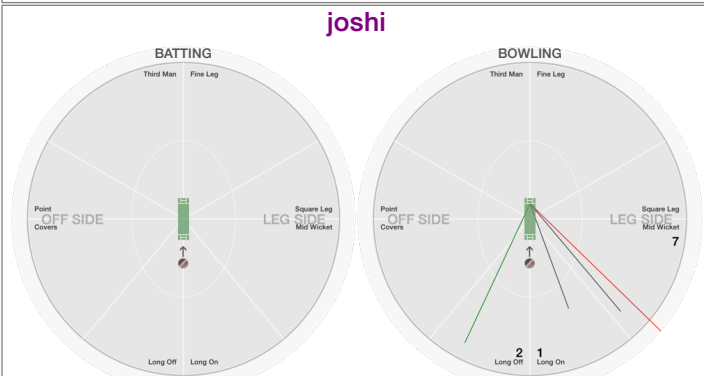 joshi
BATTING
Third Man Fine Leg
Point
OFF SIDE
Covers
Square Leg
LEG SIDE
Mid Wicket
Long Off Long On
BOWLING
Third Man Fine Leg
Point
OFF SIDE
Covers
Square Leg
LEG SIDE
Mid Wicket
7
2 1
Long Off Long On